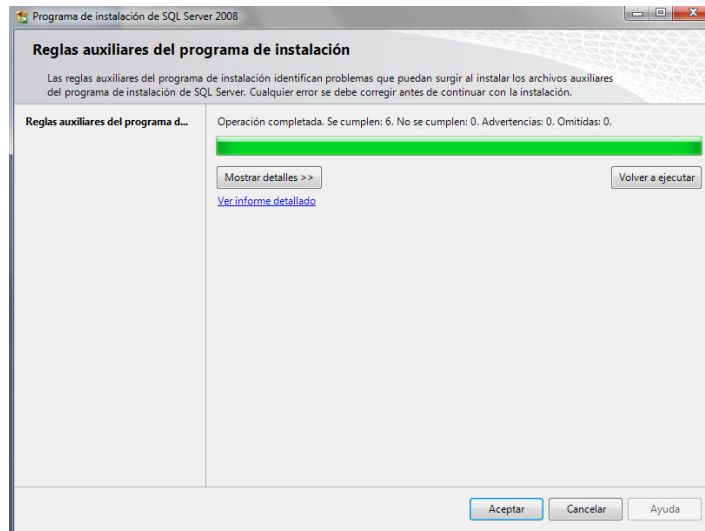 Programa de instalación de SQL Server 2008
Reglas auxiliares del programa de instalación
Las reglas auxiliares del programa de instalación identifican problemas que puedan surgir al instalar los archivos auxiliares
del programa de instalación de SQL Server. Cualquier error se debe corregir antes de continuar con la instalación.
Reglas auxiliares del programa d...
Operación completada. Se cumplen: 6. No se cumplen: 0. Advertencias: 0. Omitidas: 0.
Mostrar detalles >>
Volver a ejecutar
Ver informe detallado
Aceptar
Cancelar
Ayuda